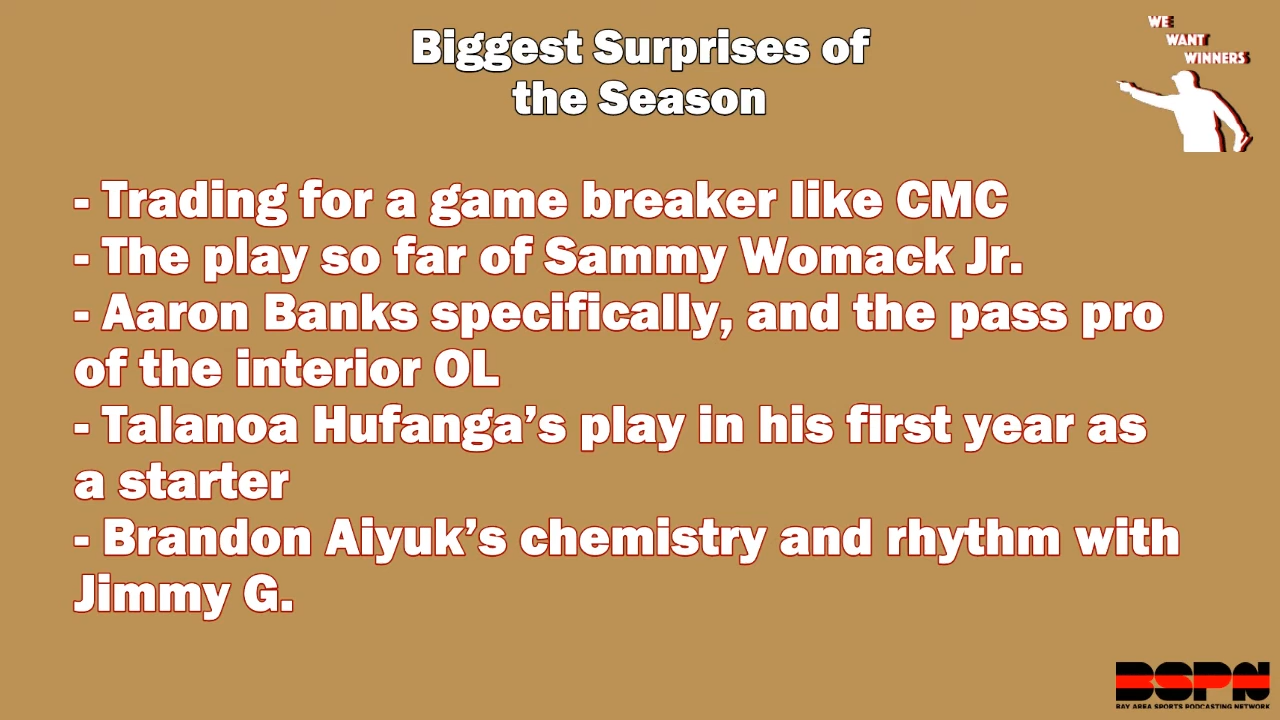 Biggest Surprises of
the Season
WE
WANT
WINNERS
- Trading for a game breaker like CMC
- The play so far of Sammy Womack Jr.
- Aaron Banks specifically, and the pass pro
of the interior OL
- Talanoa Hufanga’s play in his first year as
a starter
- Brandon Aiyuk’s chemistry and rhythm with
Jimmy G.
BSPN
BAY AREA SPORTS PODCASTING NETWORK